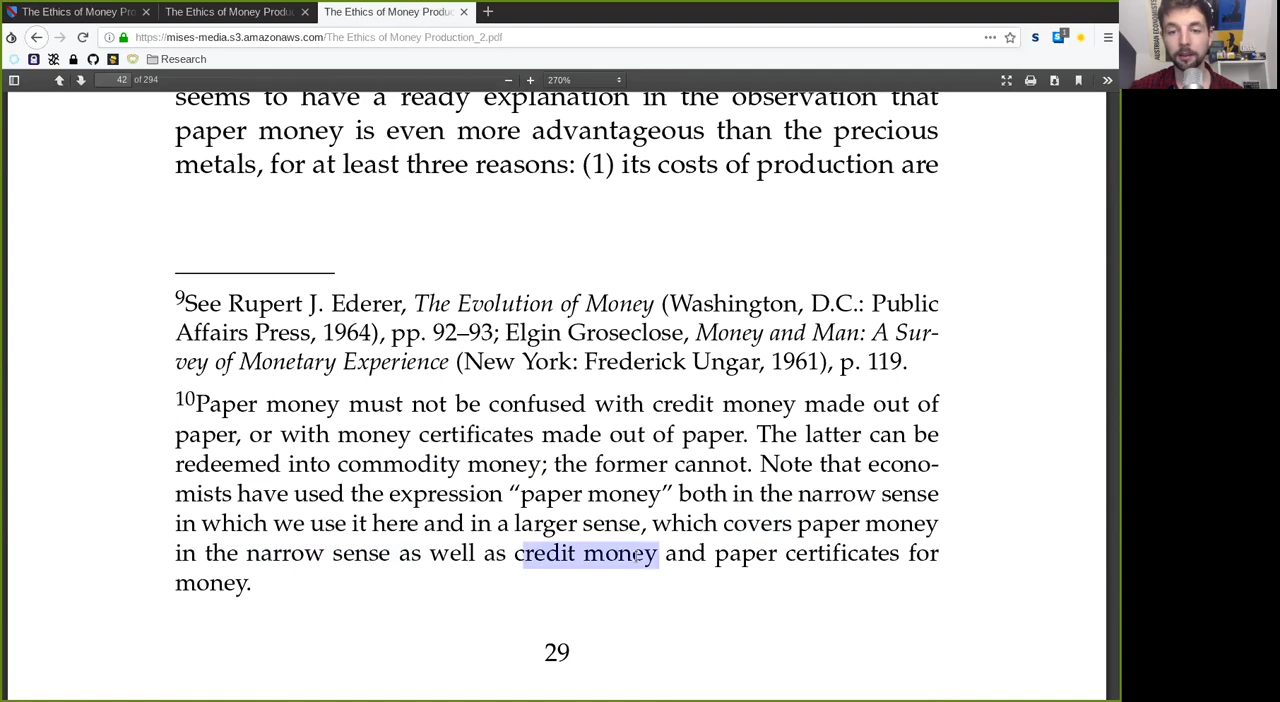 The Ethics of Money Pro
The Ethics of Money Produc
The Ethics of Money Produc
https://mises-media.s3.amazonaws.com/The Ethics of Money Production_2.pdf
Research
42 of 294
270%
seems to have a ready explanation in the observation that
paper money is even more advantageous than the precious
metals, for at least three reasons: (1) its costs of production are
9See Rupert J. Ederer, The Evolution of Money (Washington, D.C.: Public
Affairs Press, 1964), pp. 92–93; Elgin Groseclose, Money and Man: A Sur-
vey of Monetary Experience (New York: Frederick Ungar, 1961), p. 119.
10Paper money must not be confused with credit money made out of
paper, or with money certificates made out of paper. The latter can be
redeemed into commodity money; the former cannot. Note that econo-
mists have used the expression “paper money” both in the narrow sense
in which we use it here and in a larger sense, which covers paper money
in the narrow sense as well as credit money and paper certificates for
money.
29
AUSTRIAN ECONOMIST